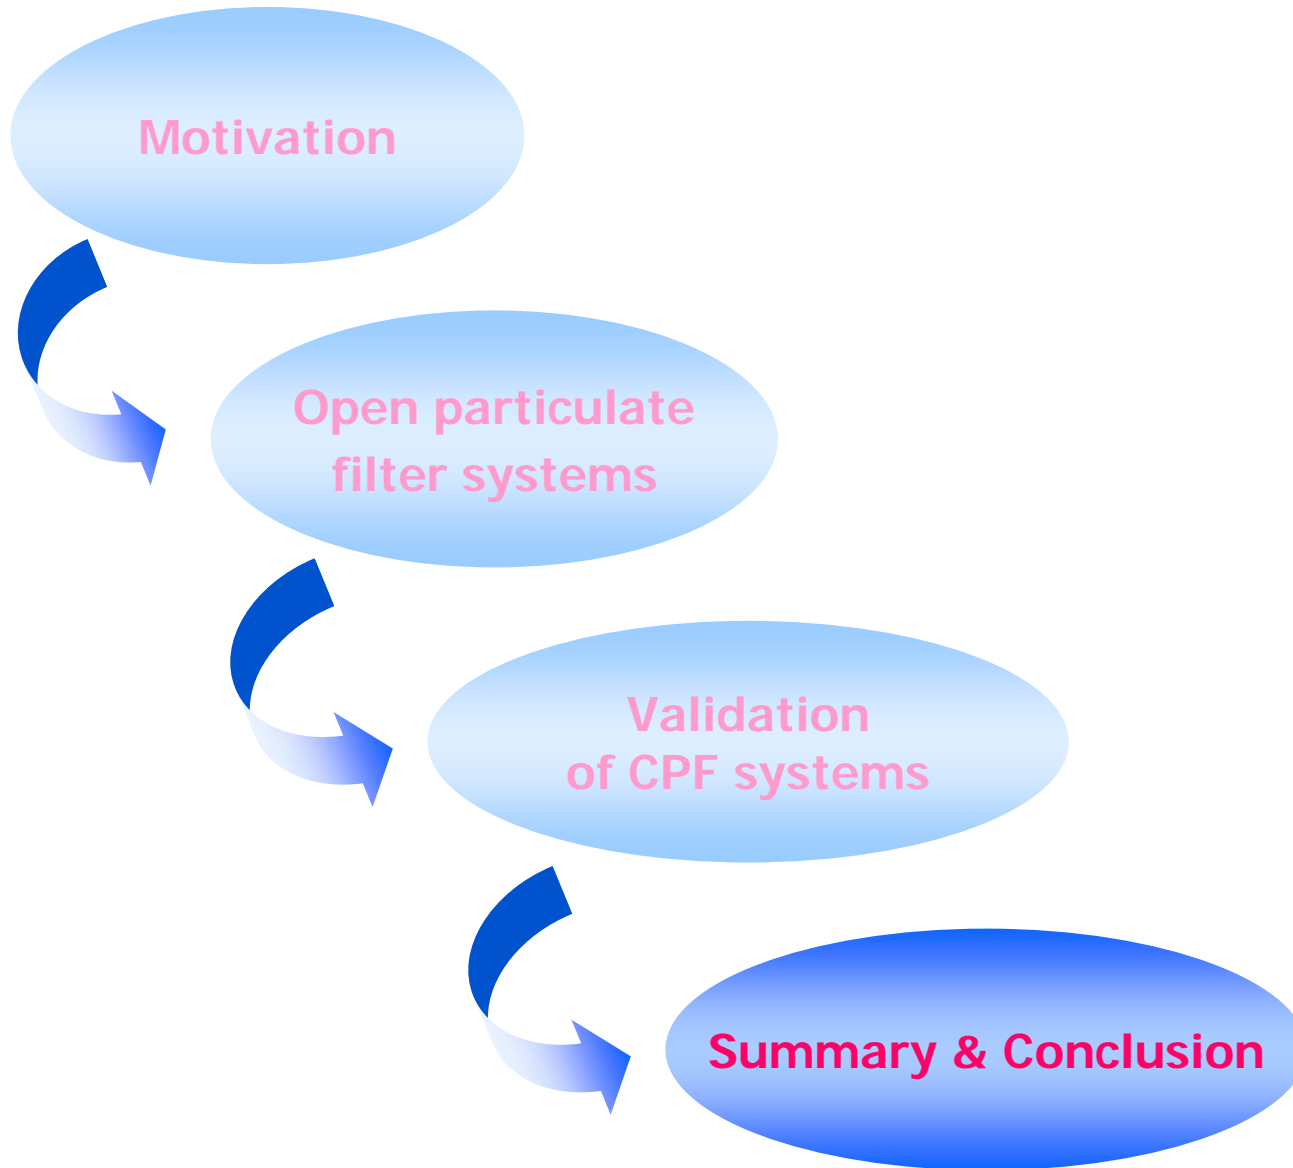 Motivation
Open particulate
filter systems
Validation
of CPF systems
Summary & Conclusion